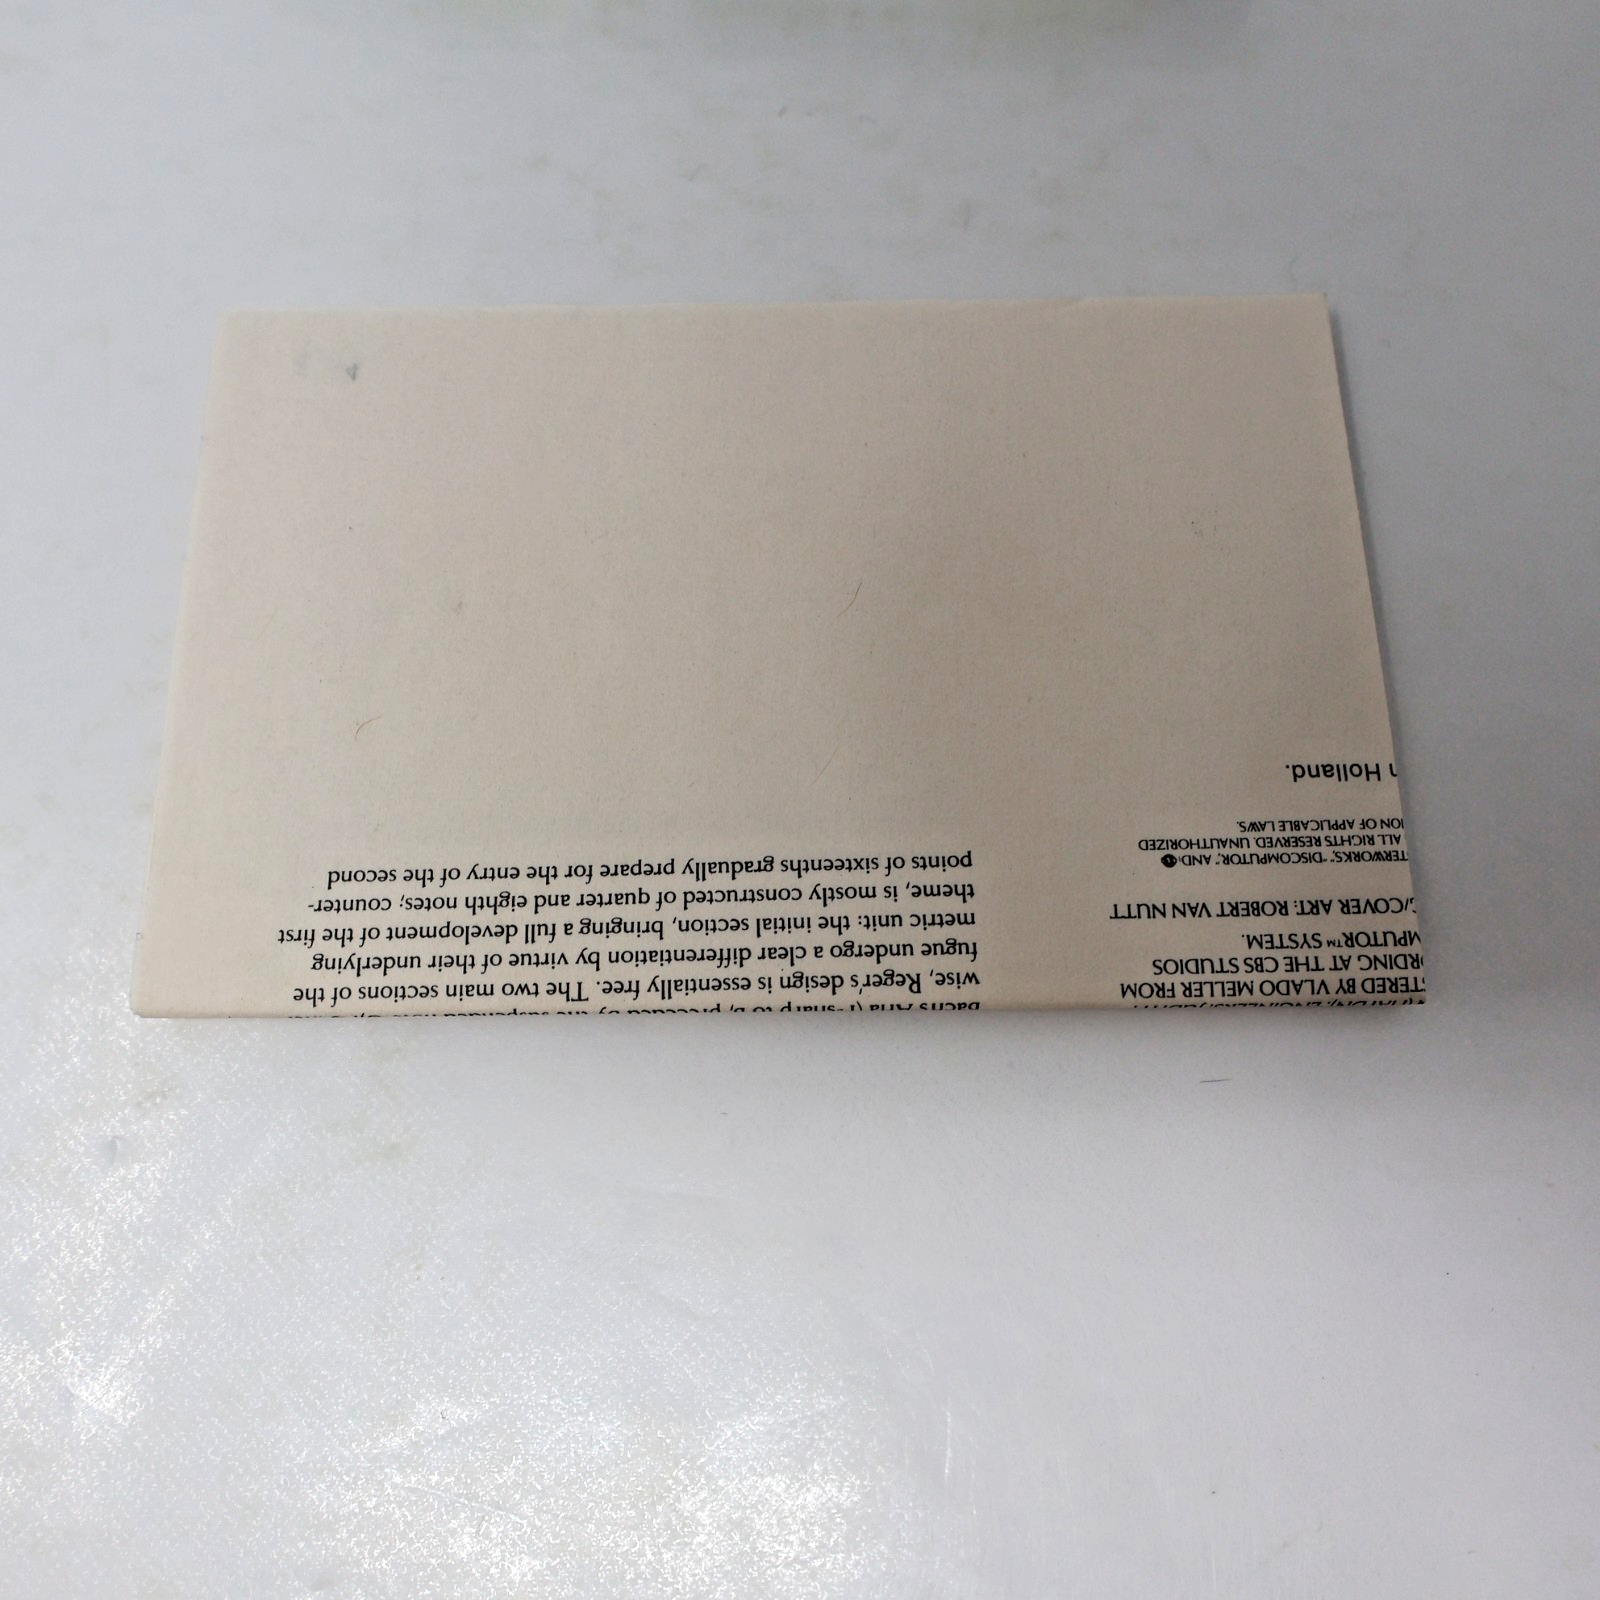 STERED BY VLADO MELLER FROM
RDING AT THE CBS STUDIOS
MPUTOR™ SYSTEM.
/COVER ART: ROBERT VAN NUTT
TERWORKS," "DISCOMPUTOR," AND
ALL RIGHTS RESERVED. UNAUTHORIZED
ION OF APPLICABLE LAWS.
n Holland.
Bach's Aria (f-sharp to b, preceded by the suspended
wise, Reger's design is essentially free. The two main sections of the
fugue undergo a clear differentiation by virtue of their underlying
metric unit: the initial section, bringing a full development of the first
theme, is mostly constructed of quarter and eighth notes; counter-
points of sixteenths gradually prepare for the entry of the second